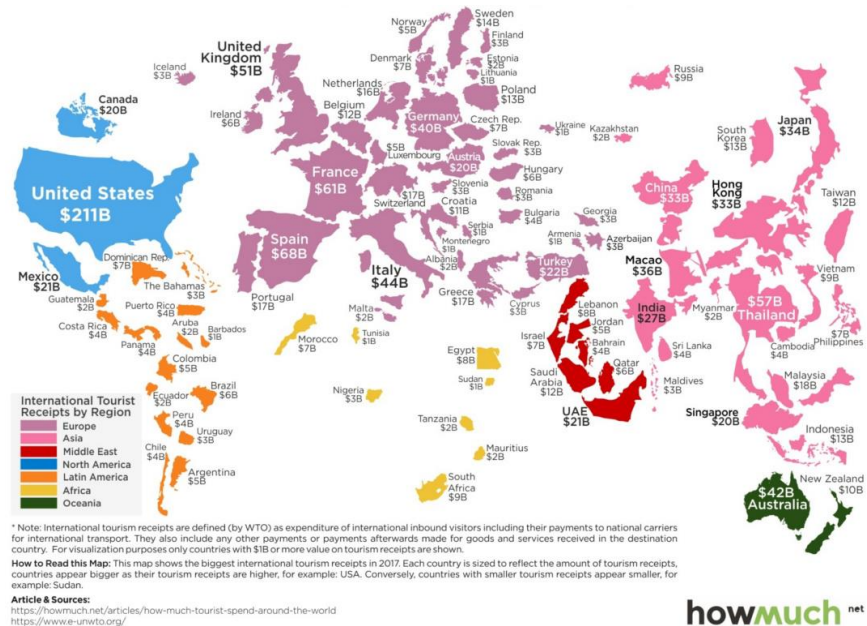 Sweden
$14B
Norway
$5B
Finland
$3B
United
Kingdom
$51B
Iceland
$3B
Denmark
$7B
Estonia
$2B
Lithuania
$1B
Russia
$9B
Netherlands
$16B
Poland
$13B
Canada
$20B
Belgium
$12B
Ireland
$6B
Germany
$40B
Czech Rep.
$7B
Ukraine
$1B
Kazakhstan
$2B
South
Korea
$13B
Japan
$34B
$5B
Luxembourg
Austria
$20B
Slovak Rep.
$3B
Hungary
$6B
France
$61B
United States
$211B
$17B
Switzerland
Slovenia
$3B
Romania
$3B
Croatia
$11B
China
$33B
Hong
Kong
$33B
Taiwan
$12B
Bulgaria
$4B
Georgia
$3B
Serbia
$1B
Armenia
$1B
Azerbaijan
$3B
Montenegro
$1B
Spain
$68B
Italy
$44B
Albania
$2B
Turkey
$22B
Macao
$36B
Mexico
$21B
Dominican Rep.
$7B
The Bahamas
$3B
Vietnam
$9B
Guatemala
$2B
Puerto Rico
$4B
Portugal
$17B
Malta
$2B
Greece
$17B
Cyprus
$3B
Lebanon
$8B
India
$27B
Myanmar
$2B
$57B
Thailand
Costa Rica
$4B
Aruba
$2B
Barbados
$1B
Morocco
$7B
Tunisia
$1B
Jordan
$5B
Israel
$7B
Bahrain
$4B
Sri Lanka
$4B
Cambodia
$4B
$7B
Philippines
Panama
$4B
Colombia
$5B
Egypt
$8B
Qatar
$6B
Saudi
Arabia
$12B
Sudan
$1B
Maldives
$3B
Malaysia
$18B
Nigeria
$3B
Ecuador
$2B
Brazil
$6B
International Tourist
Receipts by Region
Europe
Asia
Middle East
North America
Latin America
Africa
Oceania
Peru
$4B
Uruguay
$3B
Tanzania
$2B
UAE
$21B
Singapore
$20B
Indonesia
$13B
Chile
$4B
Argentina
$5B
Mauritius
$2B
South
Africa
$9B
$42B
Australia
New Zealand
$10B
* Note: International tourism receipts are defined (by WTO) as expenditure of international inbound visitors including their payments to national carriers
for international transport. They also include any other payments or payments afterwards made for goods and services received in the destination
country. For visualization purposes only countries with $1B or more value on tourism receipts are shown.
How to Read this Map: This map shows the biggest international tourism receipts in 2017. Each country is sized to reflect the amount of tourism receipts,
countries appear bigger as their tourism receipts are higher, for example: USA. Conversely, countries with smaller tourism receipts appear smaller, for
example: Sudan.
Article & Sources:
https://howmuch.net/articles/how-much-tourist-spend-around-the-world
https://www.e-unwto.org/
howmuch net